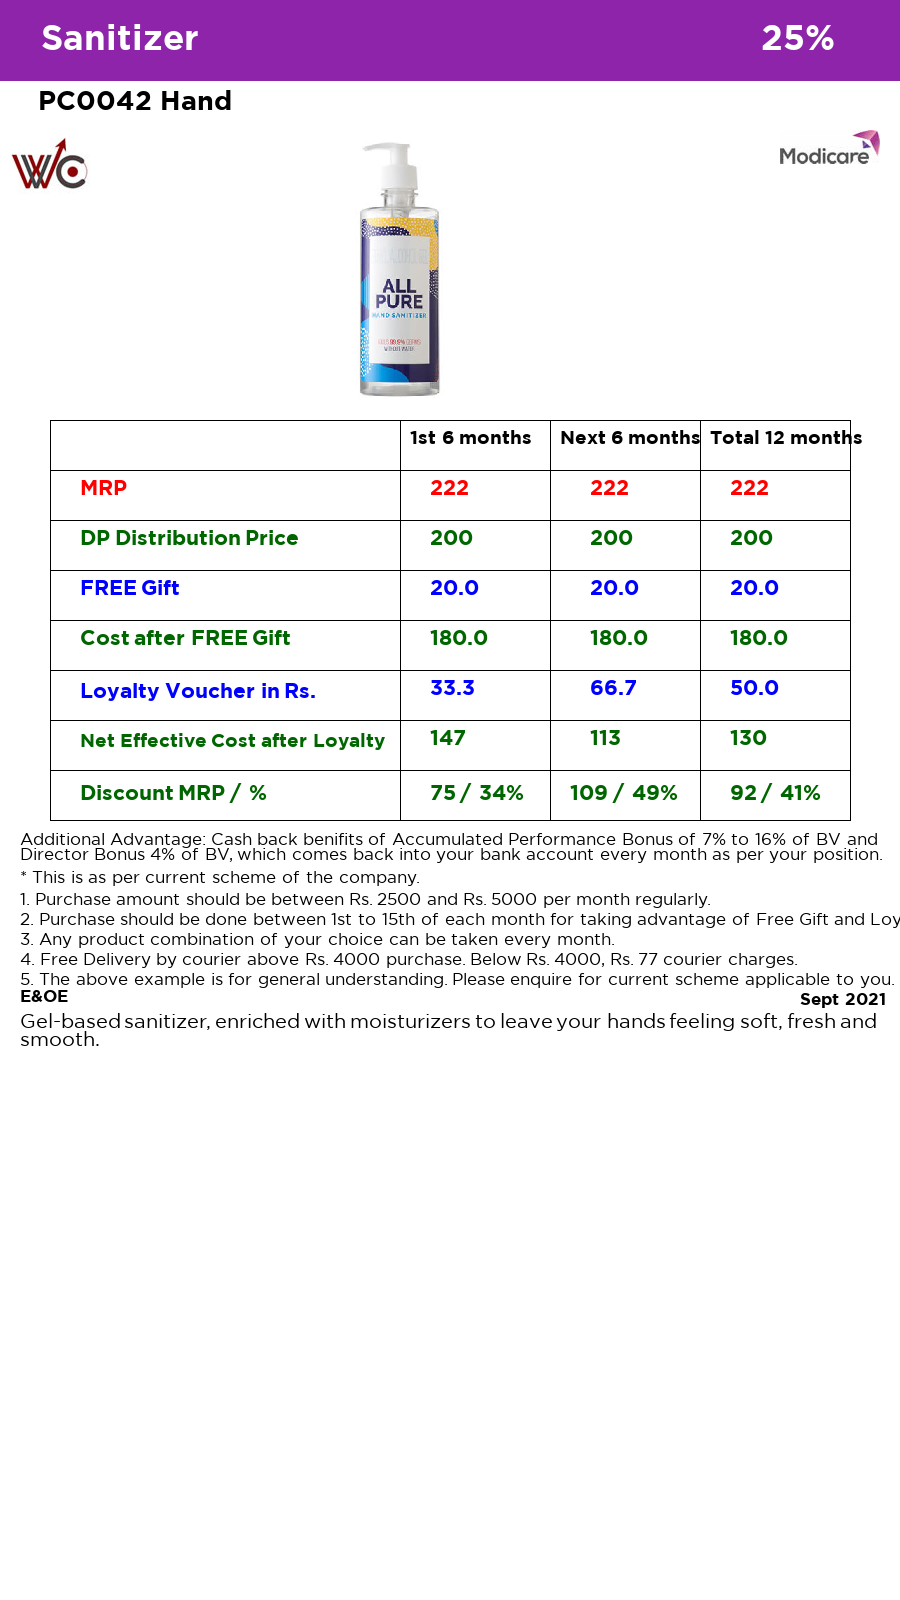 Sanitizer 25%
PC0042 Hand
WC
Modicare
ALL
PURE
HAND SANITIZER
KILLS 99.9% GERMS
WITHOUT WATER
1st 6 months Next 6 months Total 12 months
MRP 222 222 222
DP Distribution Price 200 200 200
FREE Gift 20.0 20.0 20.0
Cost after FREE Gift 180.0 180.0 180.0
Loyalty Voucher in Rs. 33.3 66.7 50.0
Net Effective Cost after Loyalty 147 113 130
Discount MRP / % 75 / 34% 109 / 49% 92 / 41%
Additional Advantage: Cash back benifits of Accumulated Performance Bonus of 7% to 16% of BV and
Director Bonus 4% of BV, which comes back into your bank account every month as per your position.
* This is as per current scheme of the company.
1. Purchase amount should be between Rs. 2500 and Rs. 5000 per month regularly.
2. Purchase should be done between 1st to 15th of each month for taking advantage of Free Gift and Loy
3. Any product combination of your choice can be taken every month.
4. Free Delivery by courier above Rs. 4000 purchase. Below Rs. 4000, Rs. 77 courier charges.
5. The above example is for general understanding. Please enquire for current scheme applicable to you.
E&OE
Sept 2021
Gel-based sanitizer, enriched with moisturizers to leave your hands feeling soft, fresh and
smooth.